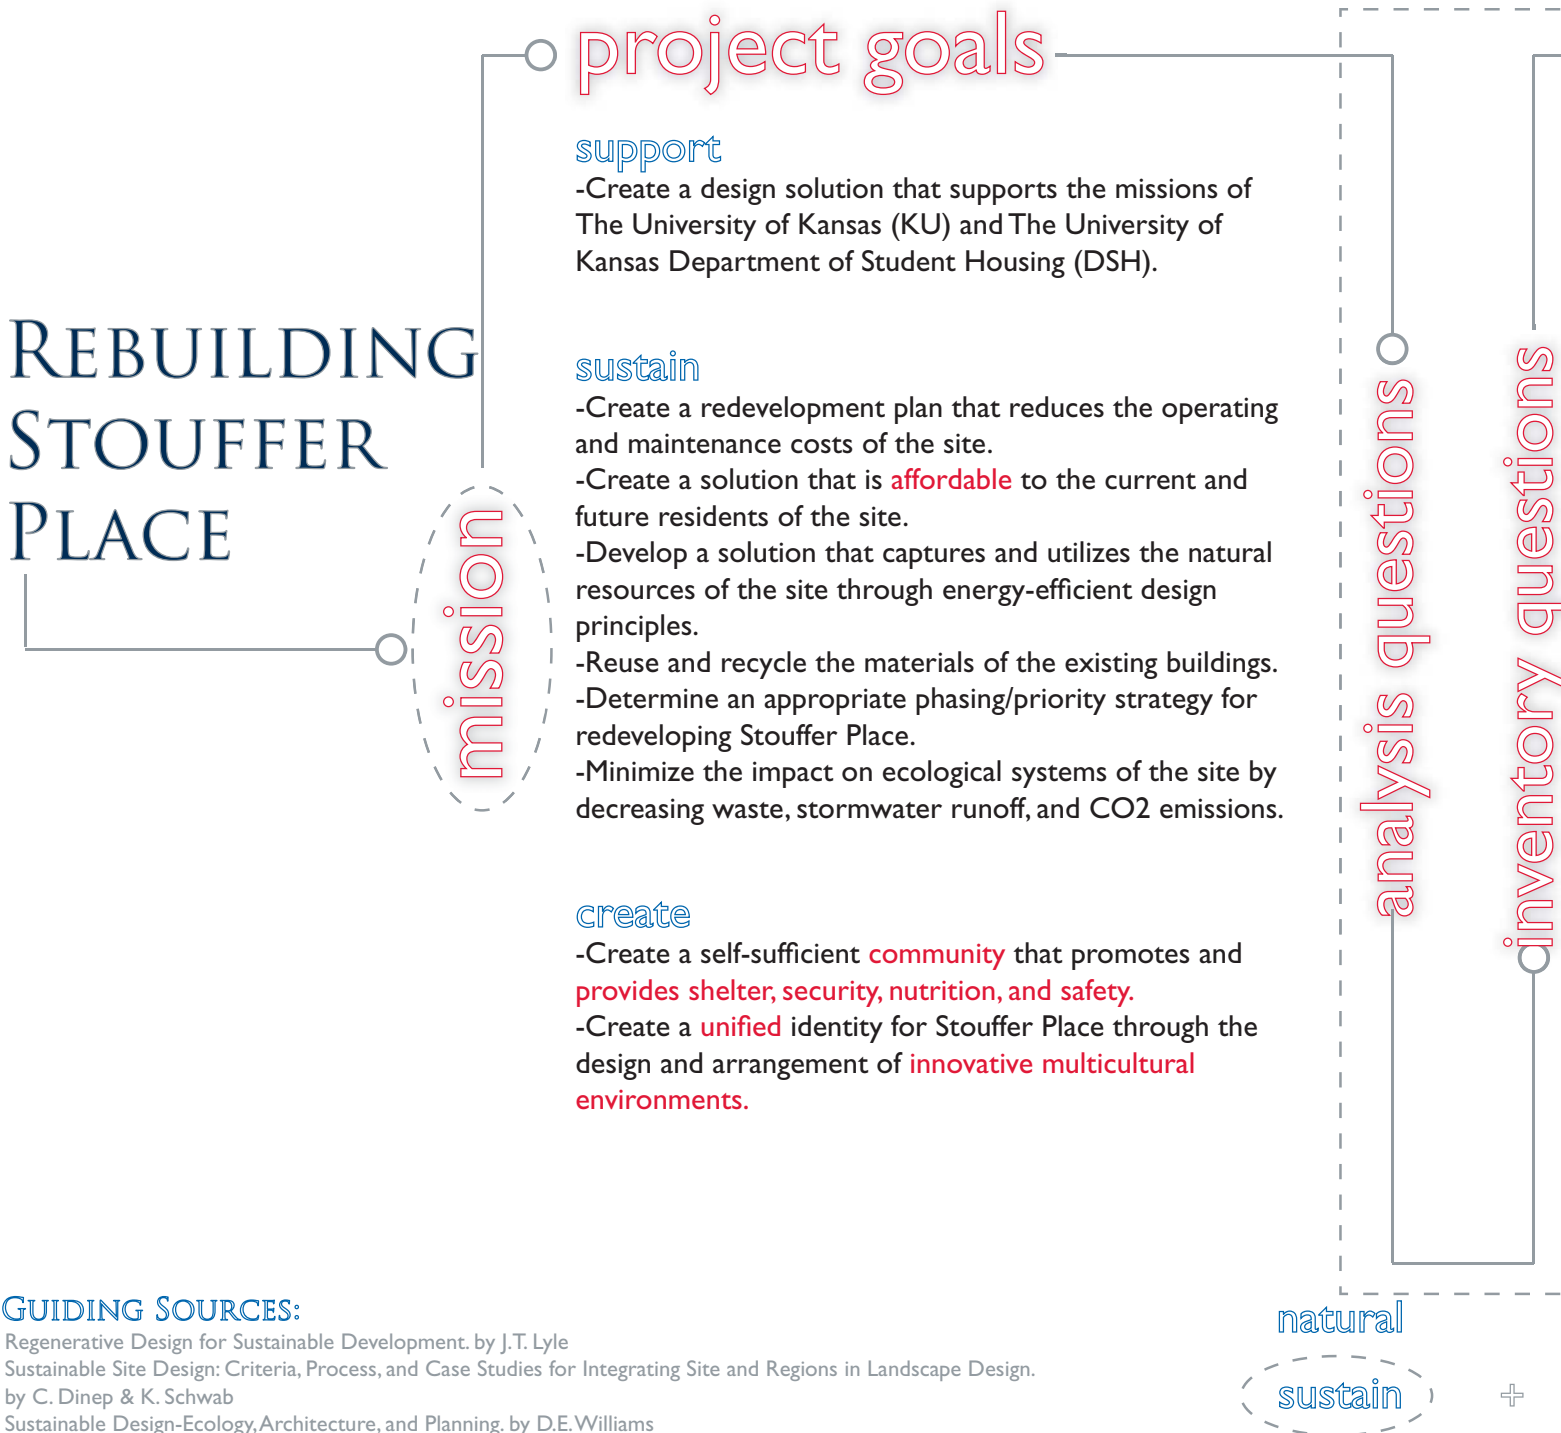 project goals
support
-Create a design solution that supports the missions of
The University of Kansas (KU) and The University of
Kansas Department of Student Housing (DSH).
REBUILDING
STOUFFER
PLACE
mission
sustain
-Create a redevelopment plan that reduces the operating
and maintenance costs of the site.
-Create a solution that is affordable to the current and
future residents of the site.
-Develop a solution that captures and utilizes the natural
resources of the site through energy-efficient design
principles.
-Reuse and recycle the materials of the existing buildings.
-Determine an appropriate phasing/priority strategy for
redeveloping Stouffer Place.
-Minimize the impact on ecological systems of the site by
decreasing waste, stormwater runoff, and CO2 emissions.
create
-Create a self-sufficient community that promotes and
provides shelter, security, nutrition, and safety.
-Create a unified identity for Stouffer Place through the
design and arrangement of innovative multicultural
environments.
analysis questions
inventory questions
GUIDING SOURCES:
Regenerative Design for Sustainable Development. by J.T. Lyle
Sustainable Site Design: Criteria, Process, and Case Studies for Integrating Site and Regions in Landscape Design.
by C. Dinep & K. Schwab
Sustainable Design-Ecology, Architecture, and Planning. by D.E. Williams
natural
sustain
+